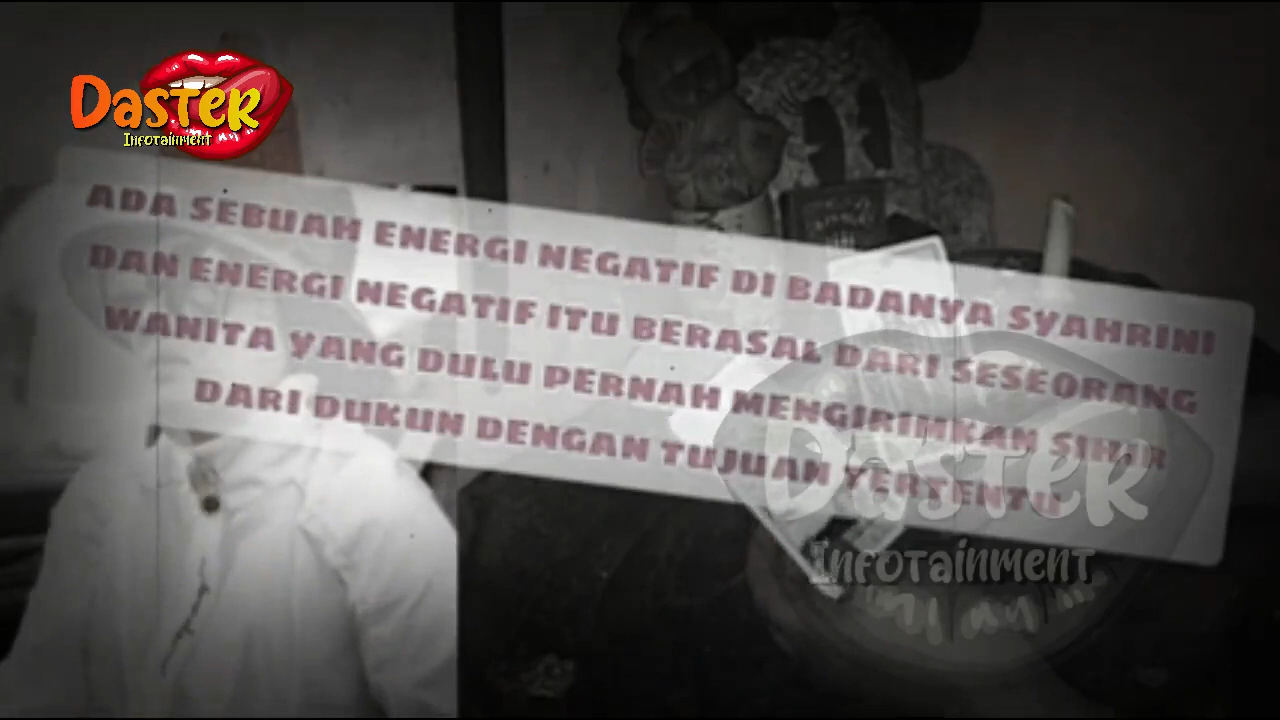 Daster
Infotainment
ADA SEBUAH ENERGI NEGATIF DI BADANYA SYAHRINI
DAN ENERGI NEGATIF ITU BERASAL DARI SESEORANG
WANITA YANG DULU PERNAH MENGIRIMKAN SIHIR
DARI DUKUN DENGAN TUJUAN TERTENTU
Daster
Infotainment